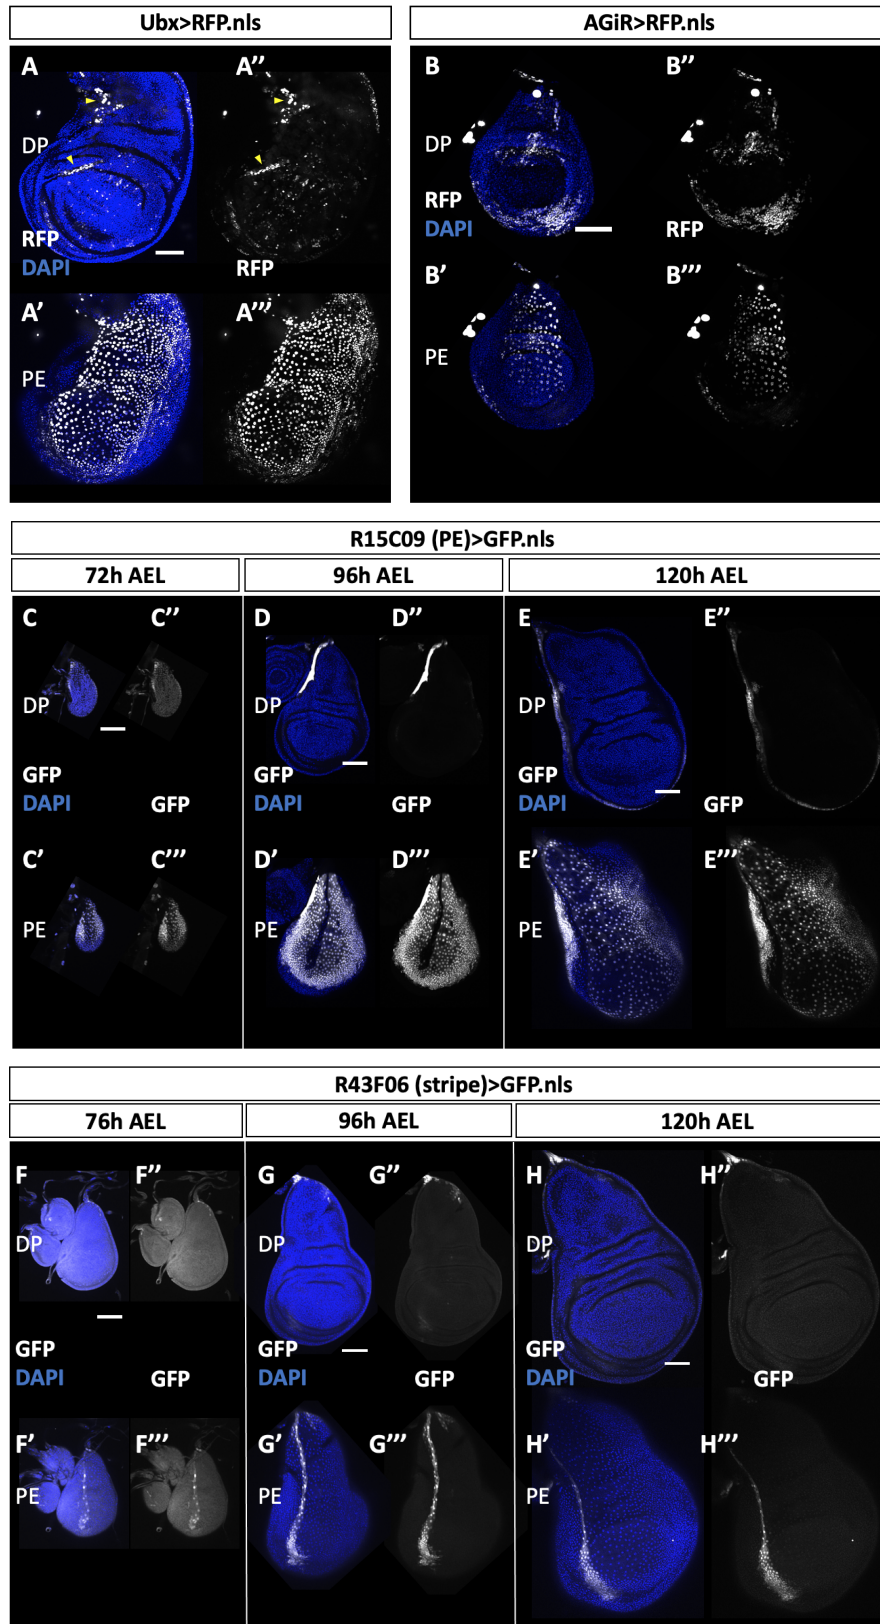 Ubx>RFP.nls
AGiR>RFP.nls
A
A″
B
B″
DP
DP
RFP
DAPI
RFP
RFP
DAPI
RFP
A′
A‴
B′
B‴
PE
PE
R15C09 (PE)>GFP.nls
72h AEL
96h AEL
120h AEL
C
C″
D
D″
E
E″
DP
DP
DP
GFP
DAPI
GFP
GFP
DAPI
GFP
GFP
DAPI
GFP
C′
C‴
D′
D‴
E′
E‴
PE
PE
PE
R43F06 (stripe)>GFP.nls
76h AEL
96h AEL
120h AEL
F
F″
G
G″
H
H″
DP
DP
DP
GFP
DAPI
GFP
GFP
DAPI
GFP
GFP
DAPI
GFP
F′
F‴
G′
G‴
H′
H‴
PE
PE
PE